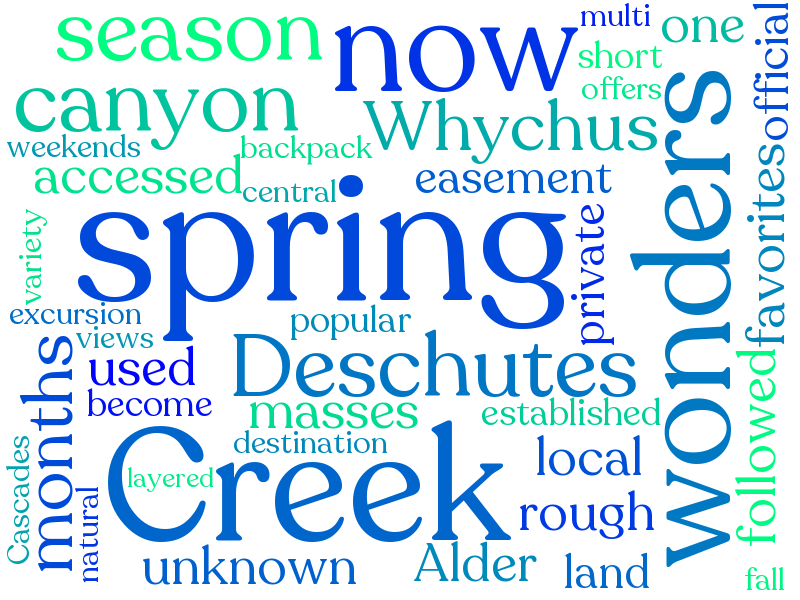 multi
season
now
one
official
short
offers
canyon
Whychus
wonders
weekends
backpack
accessed
central
easement
favorites
spring
variety
private
excursion
popular
views
Deschutes
months
used
become
masses
established
followed
Creek
destination
Cascades
layered
local
natural
rough
unknown
Alder
land
fall